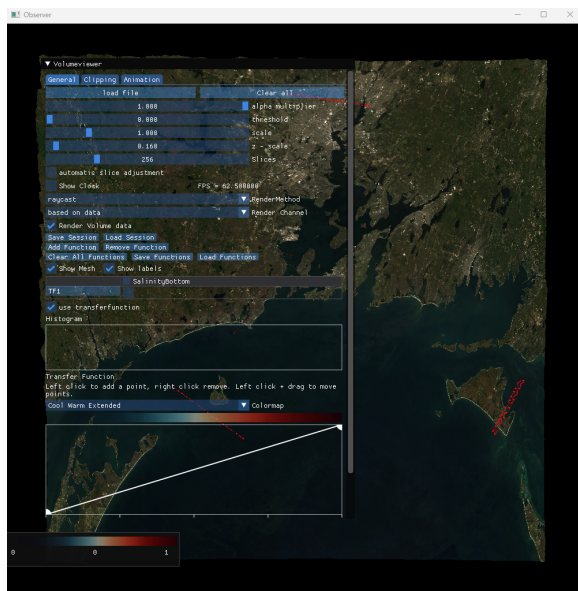 Observer
▼ Volumeviewer
General Clipping Animation
load file Clear all
1.000 alpha multiplier
0.000 threshold
1.000 scale
0.160 z - scale
256 Slices
automatic slice adjustment
Show Clock FPS = 62.500000
raycast RenderMethod
based on data Render Channel
Render Volume data
Save Session Load Session
Add Function Remove Function
Clear All Functions Save Functions Load Functions
Show Mesh Show labels
SalinityBottom
TF1
use transferfunction
Histogram
Transfer Function
Left click to add a point, right click remove. Left click + drag to move
points.
Cool Warm Extended Colormap
0 0 1